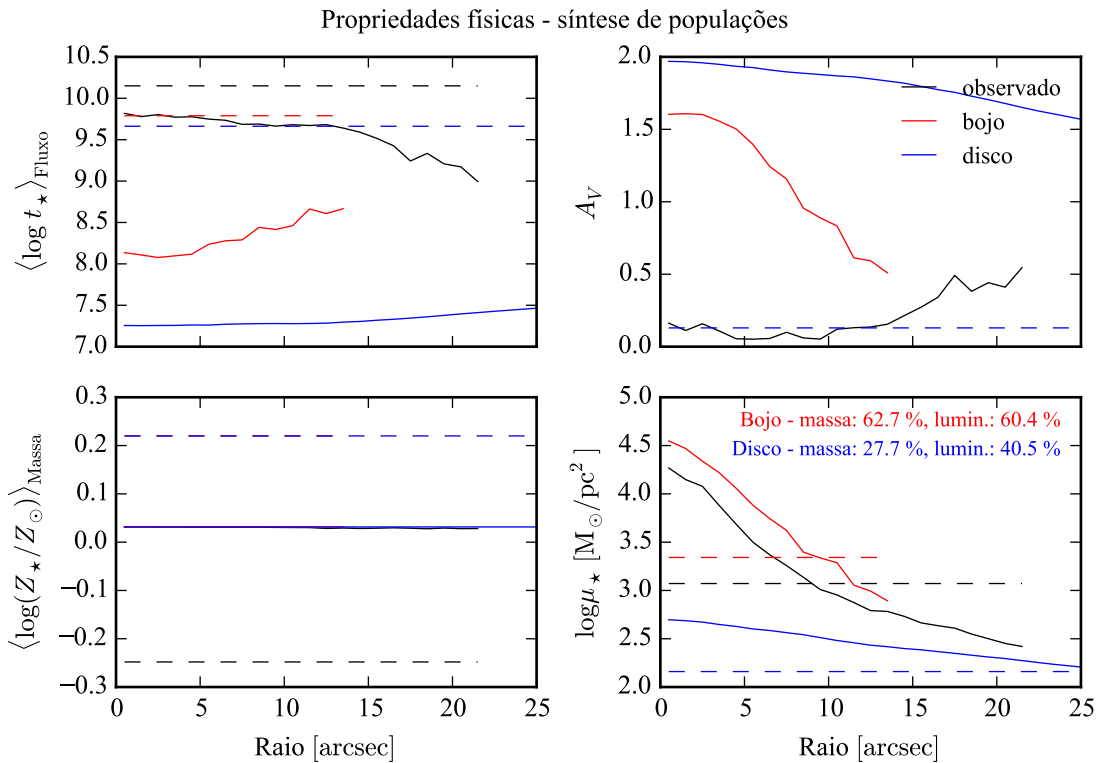 Propriedades físicas - síntese de populações
10.5
10.0
9.5
9.0
8.5
8.0
7.5
7.0
⟨log t⋆⟩Fluxo
2.0
1.5
1.0
0.5
0.0
A_V
observado
bojo
disco
0.3
0.2
0.1
0.0
−0.1
−0.2
−0.3
⟨log(Z⋆/Z⊙)⟩Massa
0 5 10 15 20 25
Raio [arcsec]
5.0
4.5
4.0
3.5
3.0
2.5
2.0
logμ⋆ [M⊙/pc²]
Bojo - massa: 62.7 %, lumin.: 60.4 %
Disco - massa: 27.7 %, lumin.: 40.5 %
0 5 10 15 20 25
Raio [arcsec]